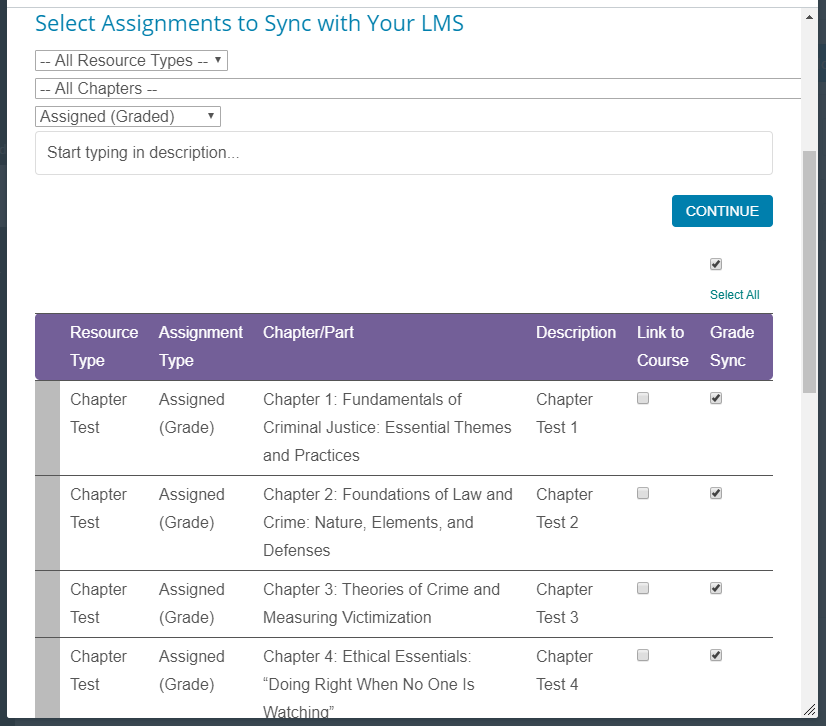 Select Assignments to Sync with Your LMS
-- All Resource Types --
-- All Chapters --
Assigned (Graded)
Start typing in description...
CONTINUE
Select All
Resource Type Assignment Type Chapter/Part Description Link to Course Grade Sync
Chapter Test Assigned (Grade) Chapter 1: Fundamentals of Criminal Justice: Essential Themes and Practices Chapter Test 1
Chapter Test Assigned (Grade) Chapter 2: Foundations of Law and Crime: Nature, Elements, and Defenses Chapter Test 2
Chapter Test Assigned (Grade) Chapter 3: Theories of Crime and Measuring Victimization Chapter Test 3
Chapter Test Assigned (Grade) Chapter 4: Ethical Essentials: “Doing Right When No One Is Watching” Chapter Test 4